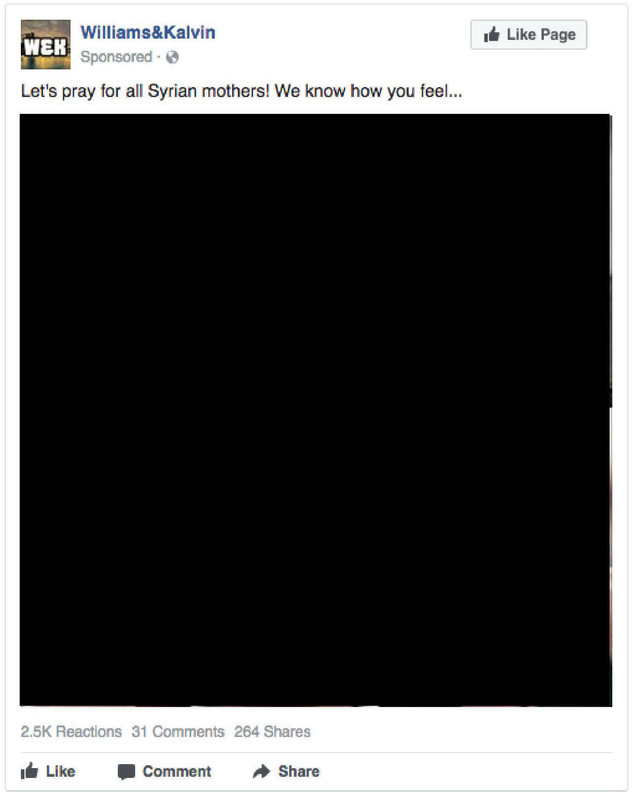 W&K
Williams&Kalvin
Like Page
Sponsored ·
Let's pray for all Syrian mothers! We know how you feel...
2.5K Reactions 31 Comments 264 Shares
Like Comment Share